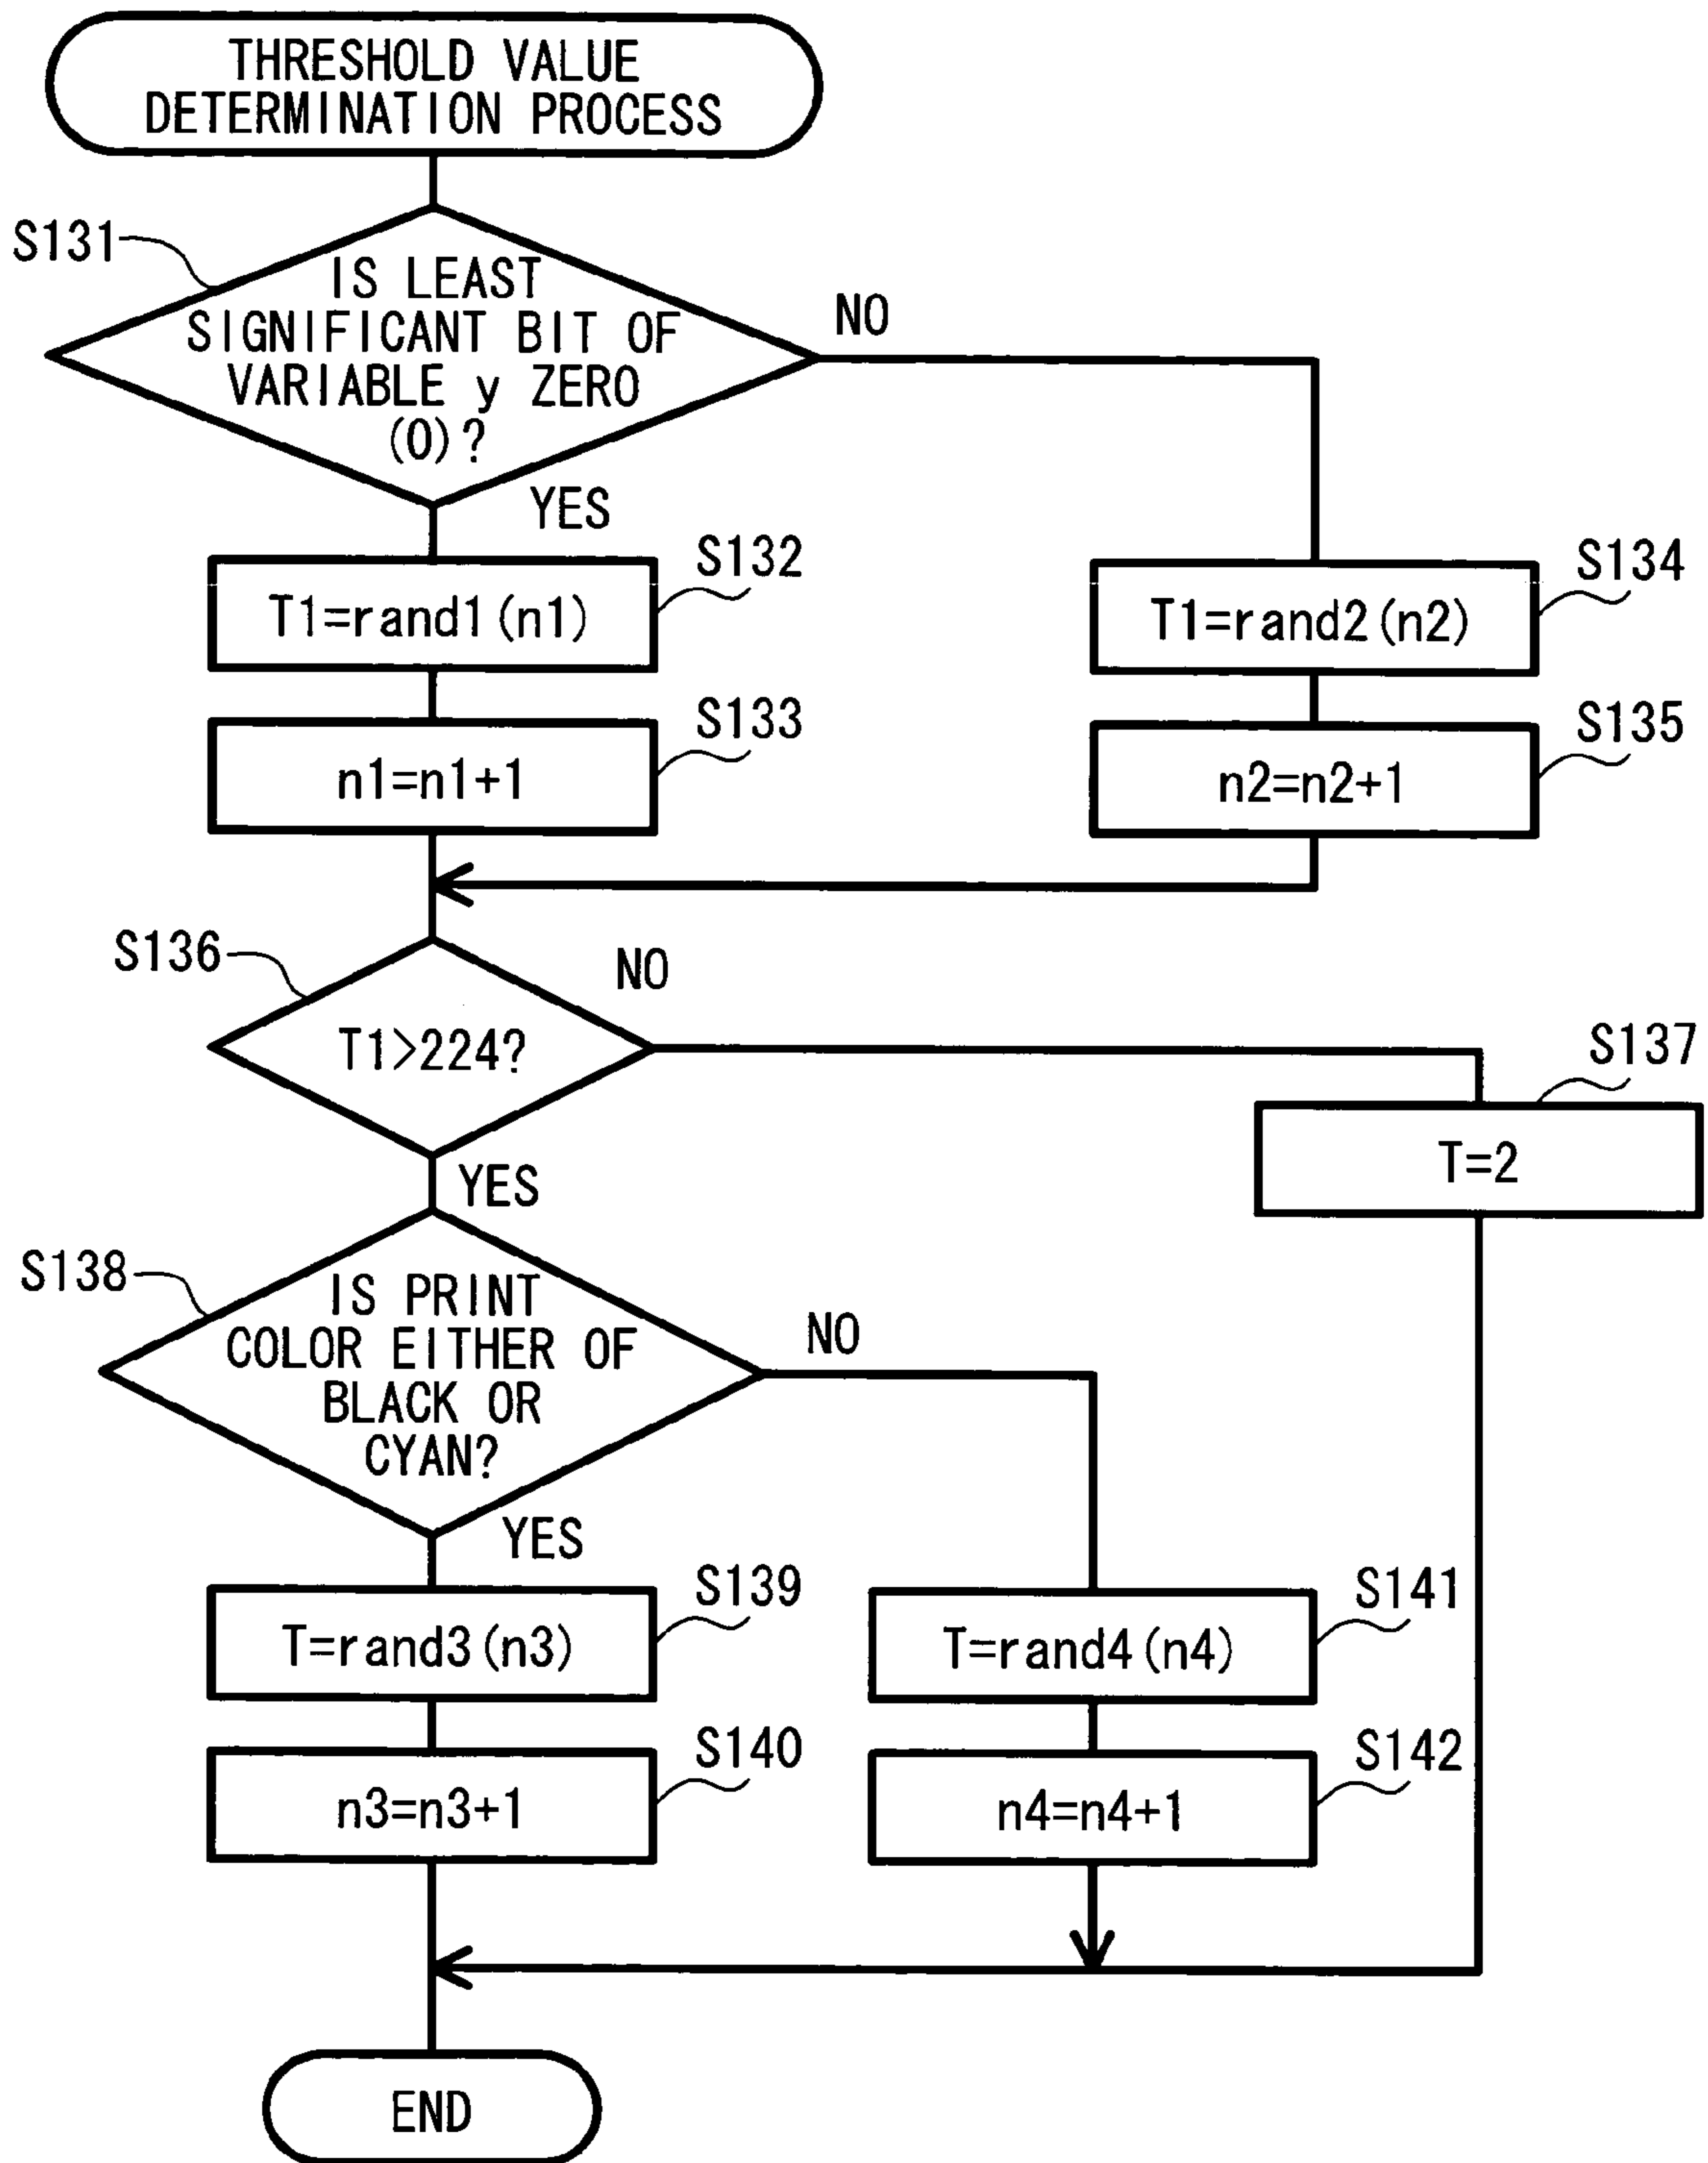 THRESHOLD VALUE
DETERMINATION PROCESS
S131
IS LEAST
SIGNIFICANT BIT OF
VARIABLE y ZERO
(0)?
NO
YES
S132
T1=rand1(n1)
S134
T1=rand2(n2)
S133
n1=n1+1
S135
n2=n2+1
S136
T1>224?
NO
YES
S137
T=2
S138
IS PRINT
COLOR EITHER OF
BLACK OR
CYAN?
NO
YES
S139
T=rand3(n3)
S141
T=rand4(n4)
S140
n3=n3+1
S142
n4=n4+1
END